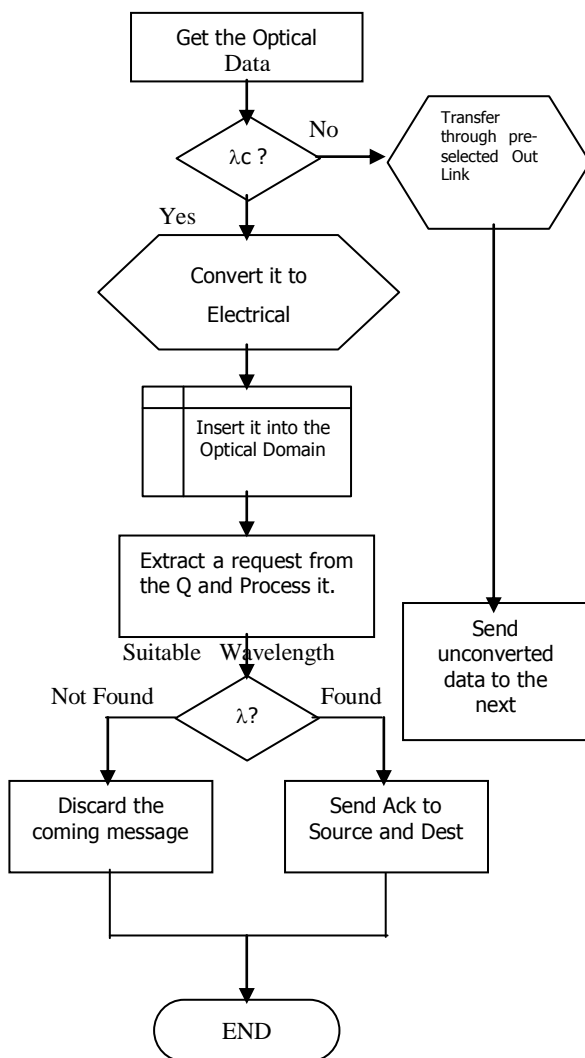 Get the Optical
Data
No
λc ?
Transfer
through pre-
selected Out
Link
Yes
Convert it to
Electrical
Insert it into the
Optical Domain
Extract a request from
the Q and Process it.
Suitable Wavelength
Not Found
λ?
Found
Send
unconverted
data to the
next
Discard the
coming message
Send Ack to
Source and Dest
END